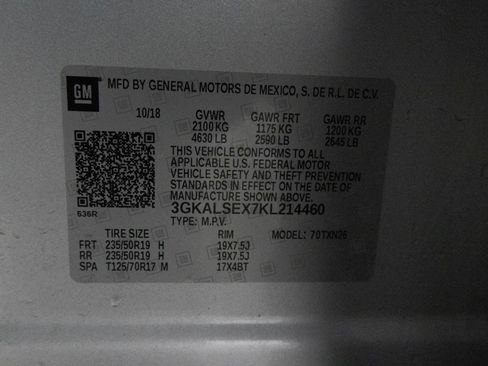 GM
MFD BY GENERAL MOTORS DE MEXICO, S. DE R.L. DE C.V.
10/18 GVWR GAWR FRT GAWR RR
2100 KG 1175 KG 1200 KG
4630 LB 2590 LB 2645 LB
THIS VEHICLE CONFORMS TO ALL
APPLICABLE U.S. FEDERAL MOTOR
VEHICLE SAFETY AND THEFT
PREVENTION STANDARDS IN EFFECT
ON THE DATE OF MANUFACTURE
SHOWN ABOVE.
636R 3GKALSEX7KL214460
TYPE: M.P.V. MODEL: 70TXN26
TIRE SIZE RIM
FRT 235/50R19 H 19X7.5J
RR 235/50R19 H 19X7.5J
SPA T125/70R17 M 17X4BT